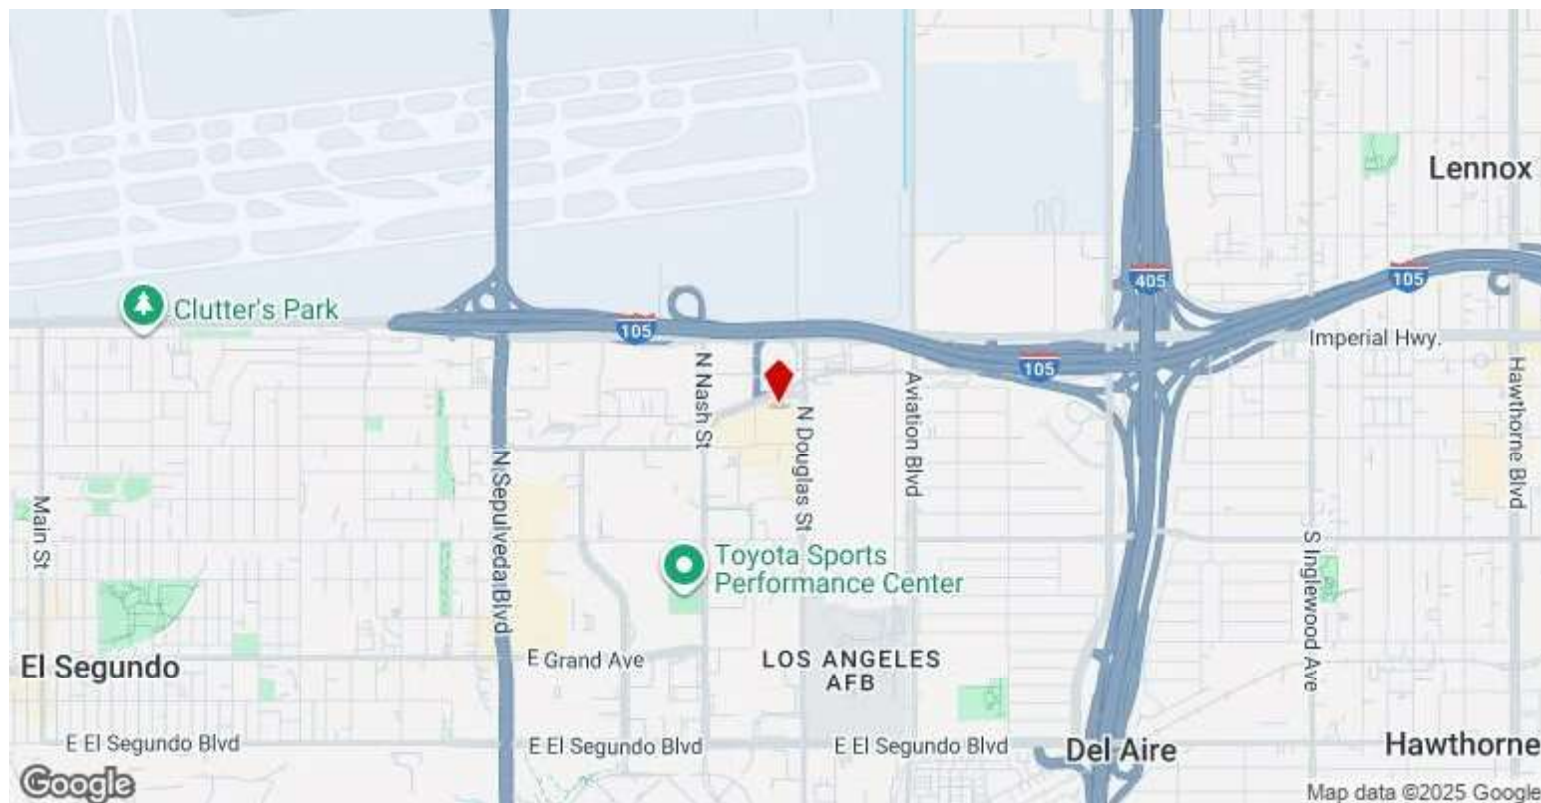 Lennox
405
105
Clutter's Park
105
Imperial Hwy.
105
N Nash St
Aviation Blvd
Hawthorne Blvd
N Douglas St
N Sepulveda Blvd
Main St
S Inglewood Ave
Toyota Sports
Performance Center
El Segundo
E Grand Ave
LOS ANGELES
AFB
E El Segundo Blvd
E El Segundo Blvd
E El Segundo Blvd
Del Aire
Hawthorne
Google
Map data ©2025 Google